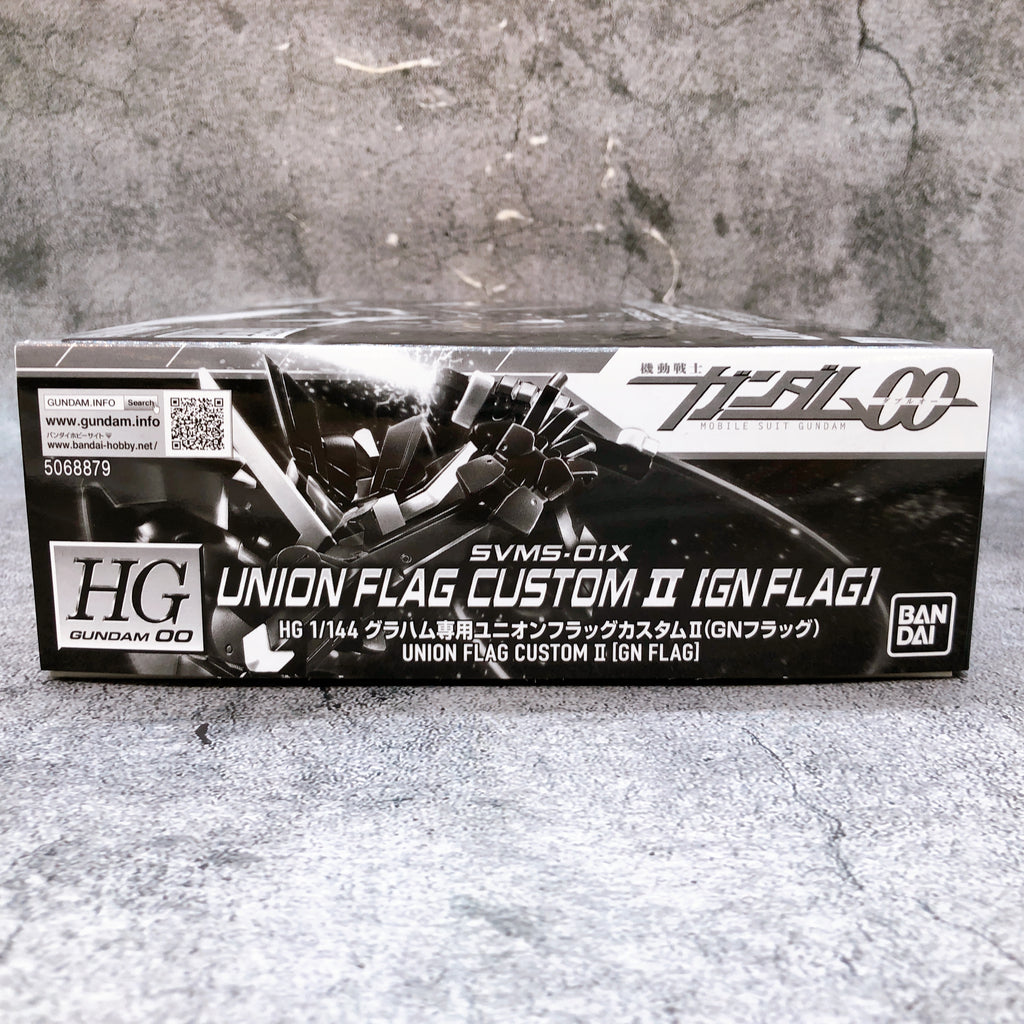 GUNDAM.INFO Search
www.gundam.info
バンダイホビーサイト
www.bandai-hobby.net/
5068879
機動戦士
ガンダム00
ダブルオー
MOBILE SUIT GUNDAM
HG
GUNDAM 00
SVMS-01X
UNION FLAG CUSTOM II [GN FLAG]
HG 1/144 グラハム専用ユニオンフラッグカスタムII(GNフラッグ)
UNION FLAG CUSTOM II [GN FLAG]
BAN
DAI